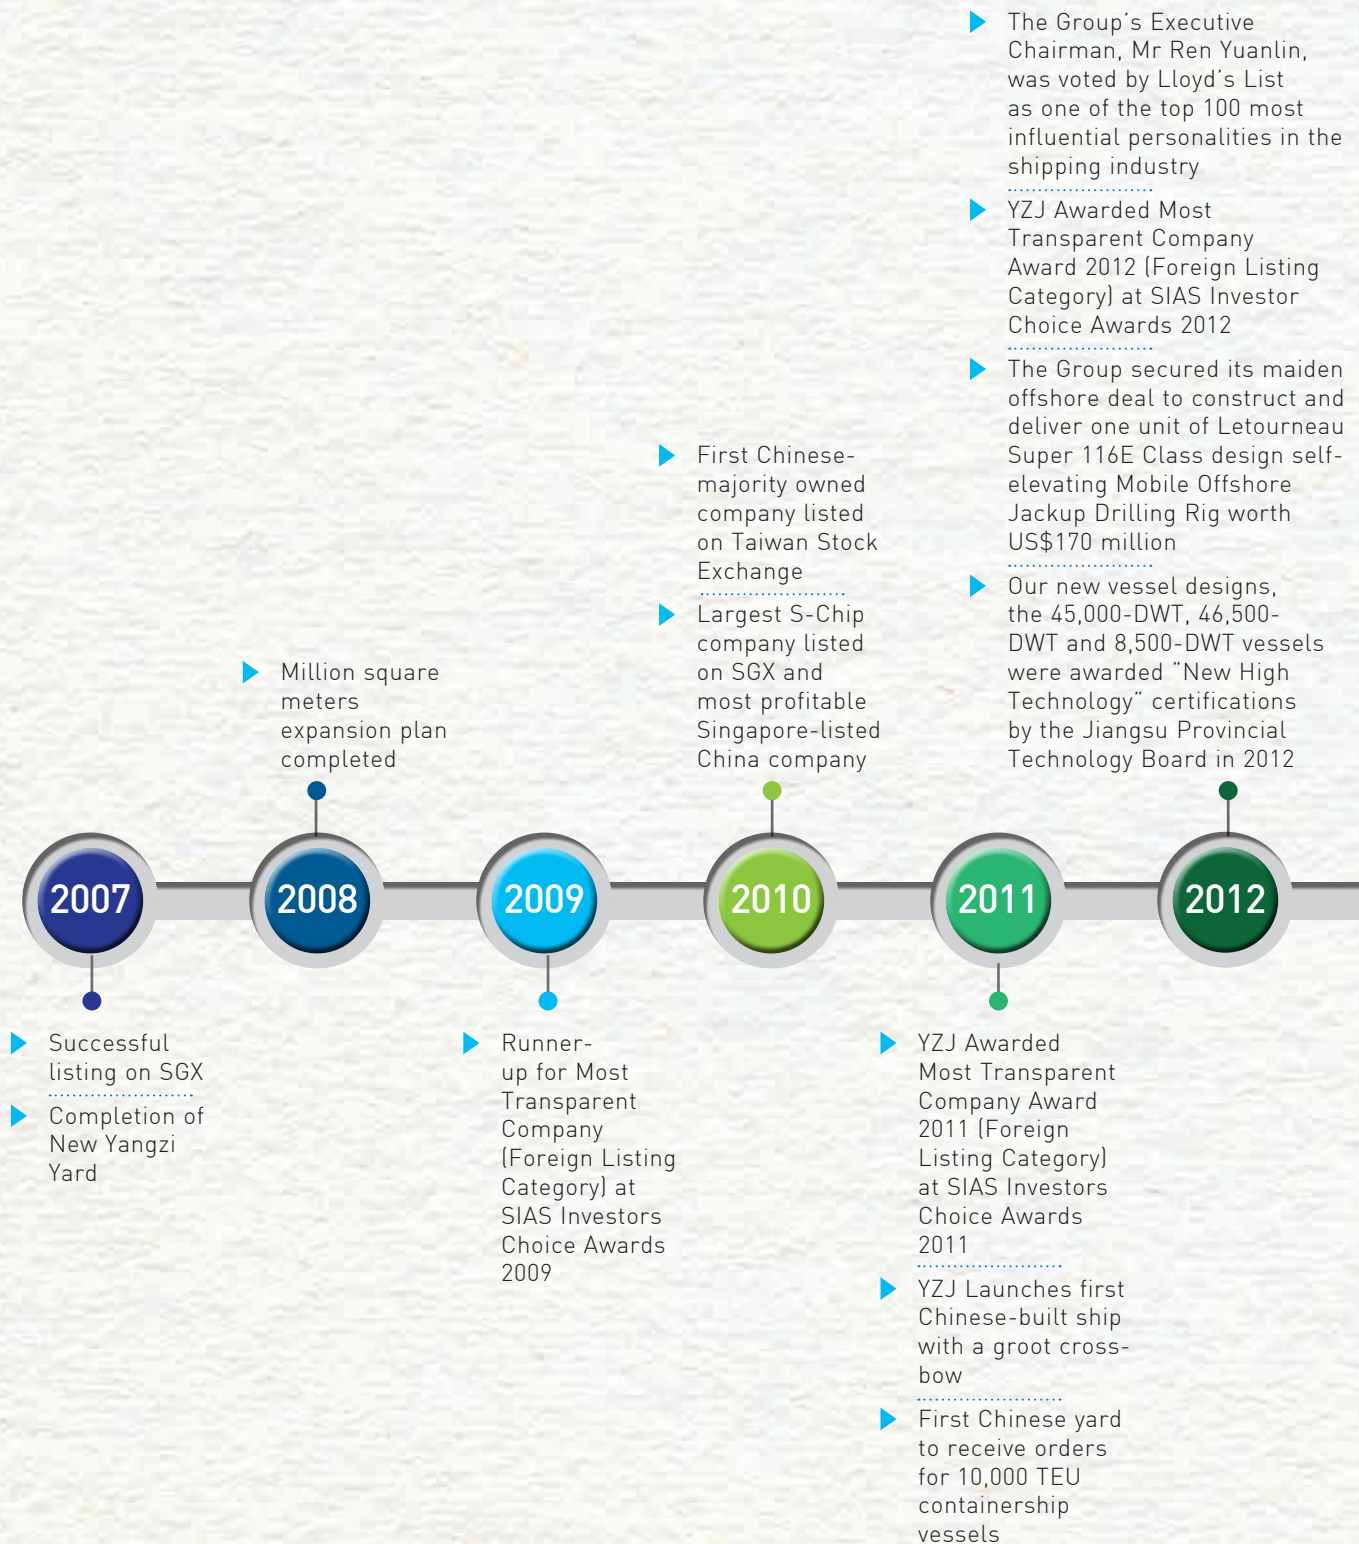 The Group's Executive
Chairman, Mr Ren Yuanlin,
was voted by Lloyd's List
as one of the top 100 most
influential personalities in the
shipping industry
YZJ Awarded Most
Transparent Company
Award 2012 (Foreign Listing
Category) at SIAS Investor
Choice Awards 2012
The Group secured its maiden
offshore deal to construct and
deliver one unit of Letourneau
Super 116E Class design self-
elevating Mobile Offshore
Jackup Drilling Rig worth
US$170 million
Our new vessel designs,
the 45,000-DWT, 46,500-
DWT and 8,500-DWT vessels
were awarded "New High
Technology" certifications
by the Jiangsu Provincial
Technology Board in 2012
First Chinese-
majority owned
company listed
on Taiwan Stock
Exchange
Largest S-Chip
company listed
on SGX and
most profitable
Singapore-listed
China company
Million square
meters
expansion plan
completed
2007
2008
2009
2010
2011
2012
Successful
listing on SGX
Completion of
New Yangzi
Yard
Runner-
up for Most
Transparent
Company
(Foreign Listing
Category) at
SIAS Investors
Choice Awards
2009
YZJ Awarded
Most Transparent
Company Award
2011 (Foreign
Listing Category)
at SIAS Investors
Choice Awards
2011
YZJ Launches first
Chinese-built ship
with a groot cross-
bow
First Chinese yard
to receive orders
for 10,000 TEU
containership
vessels